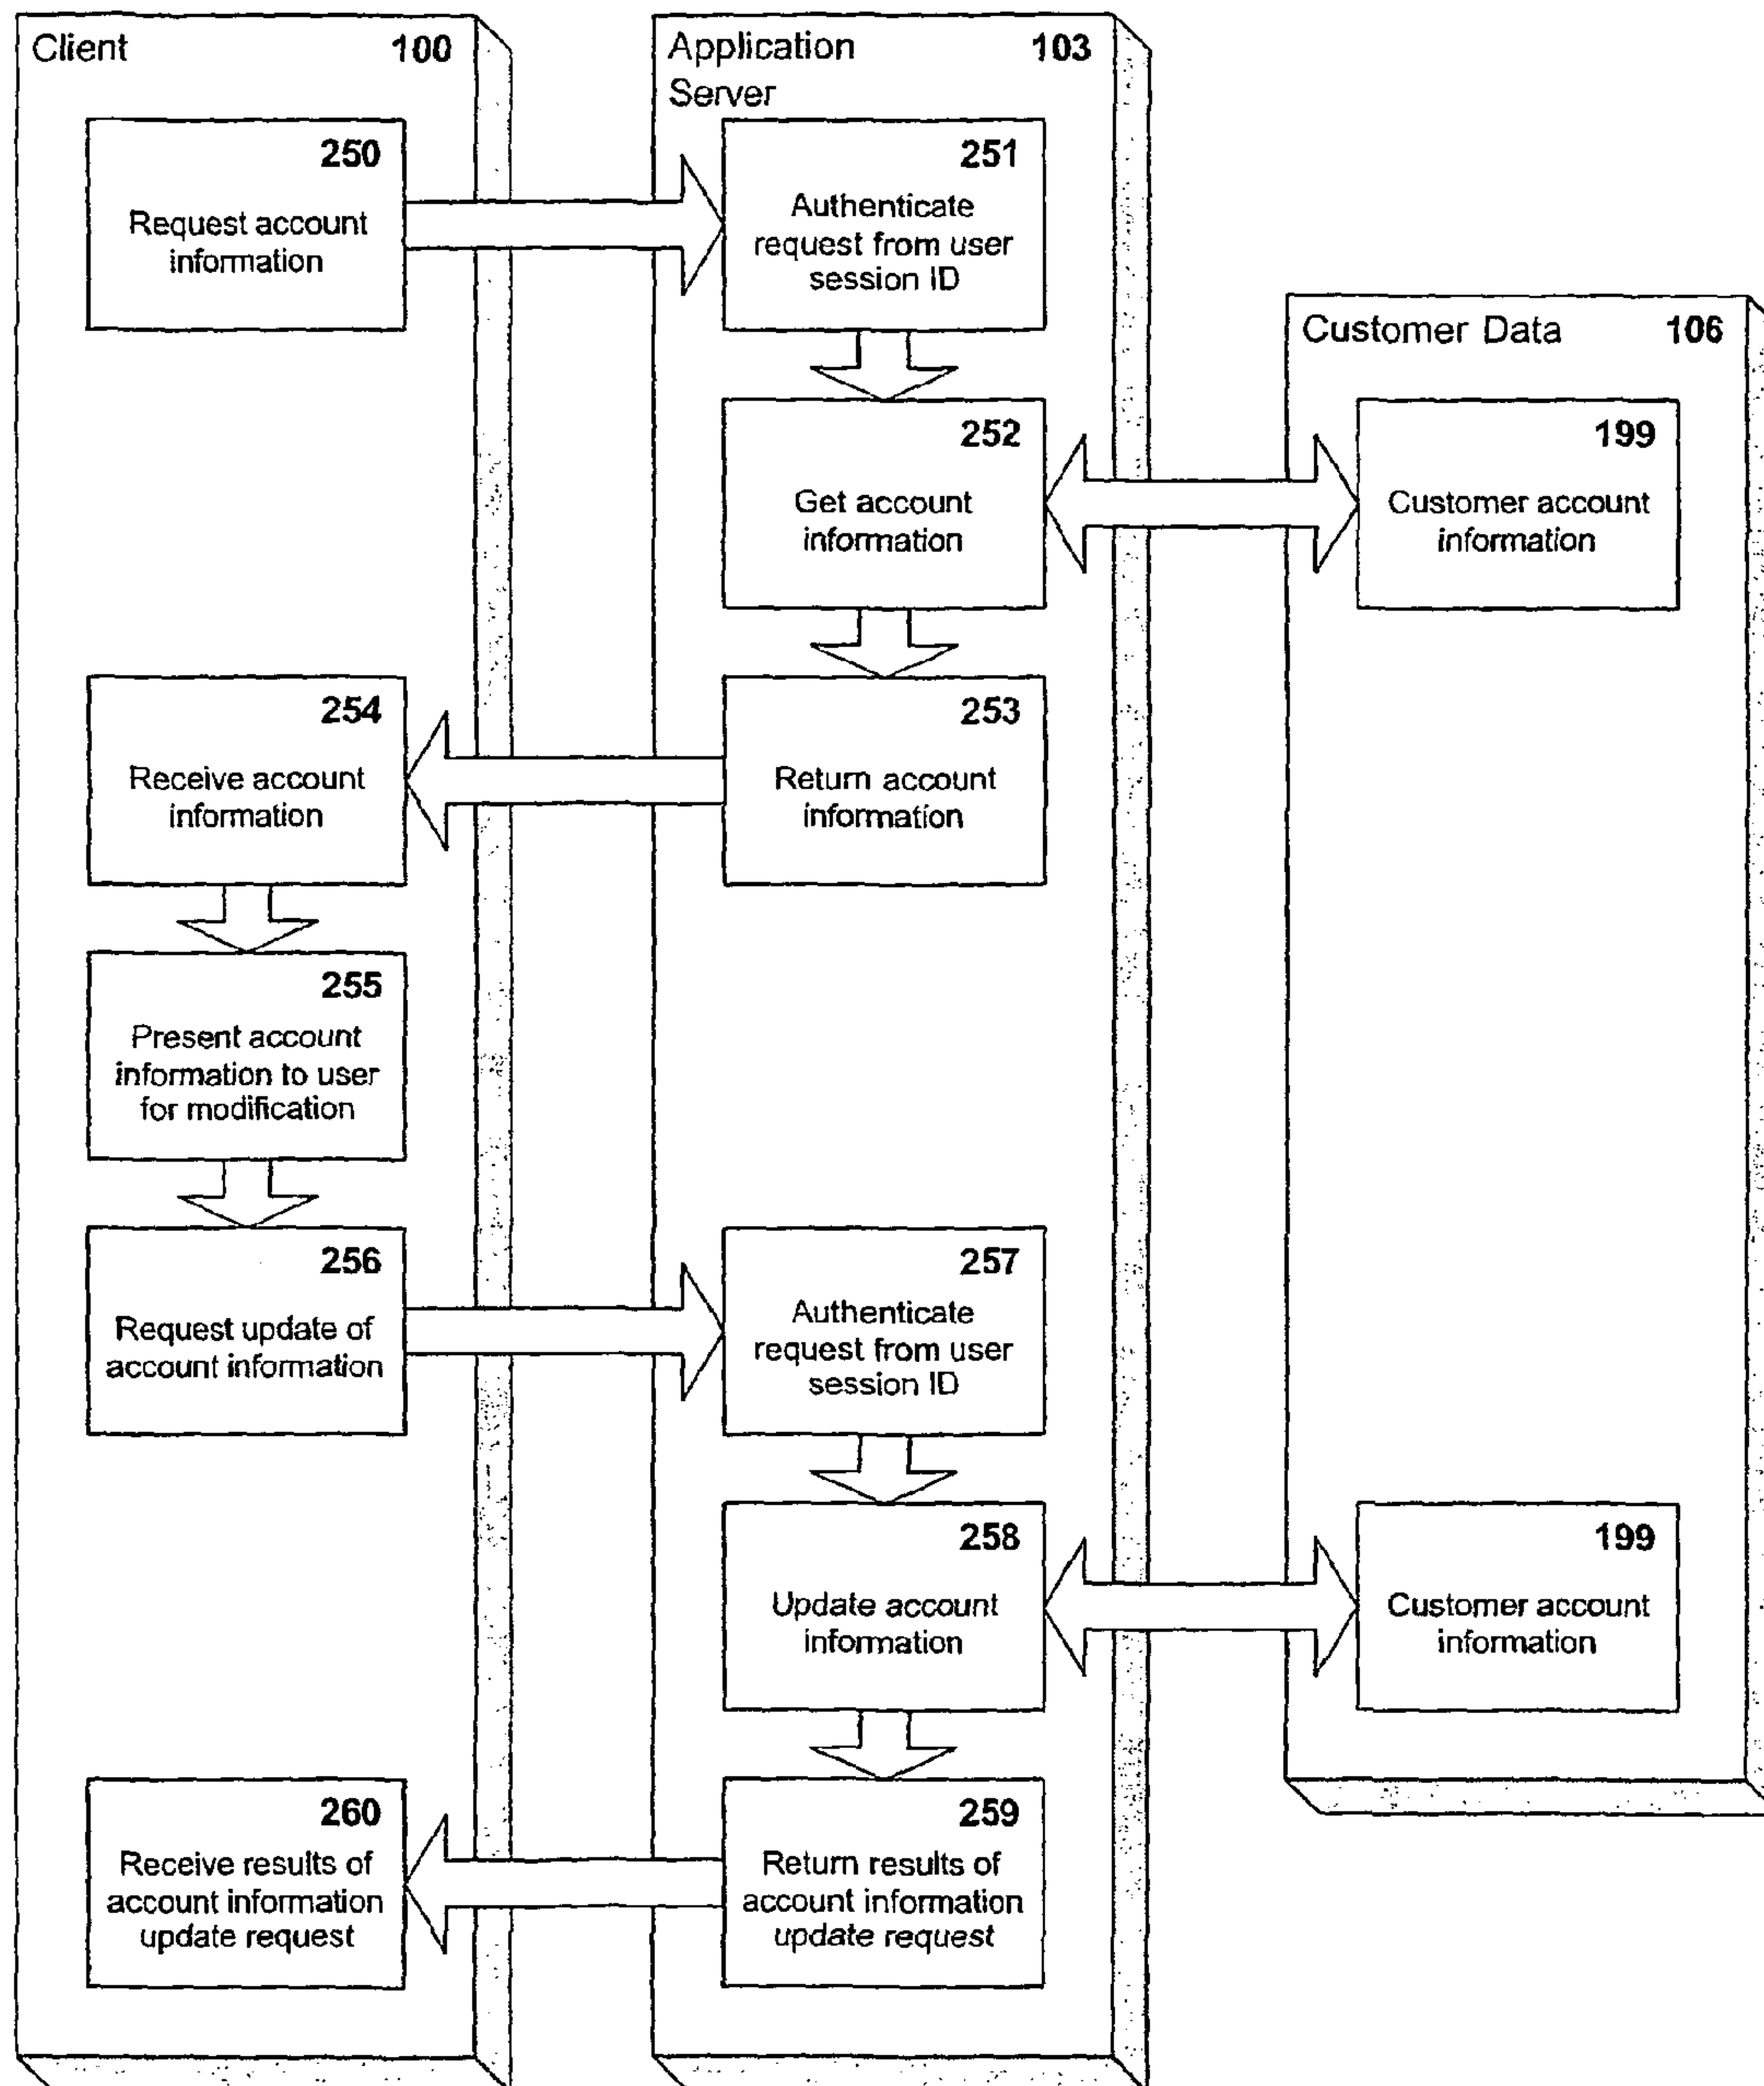 Client 100
Application 103
Server
250
Request account
information
251
Authenticate
request from user
session ID
Customer Data 106
252
Get account
information
199
Customer account
information
254
Receive account
information
253
Return account
information
255
Present account
information to user
for modification
256
Request update of
account information
257
Authenticate
request from user
session ID
258
Update account
information
199
Customer account
information
260
Receive results of
account information
update request
259
Return results of
account information
update request